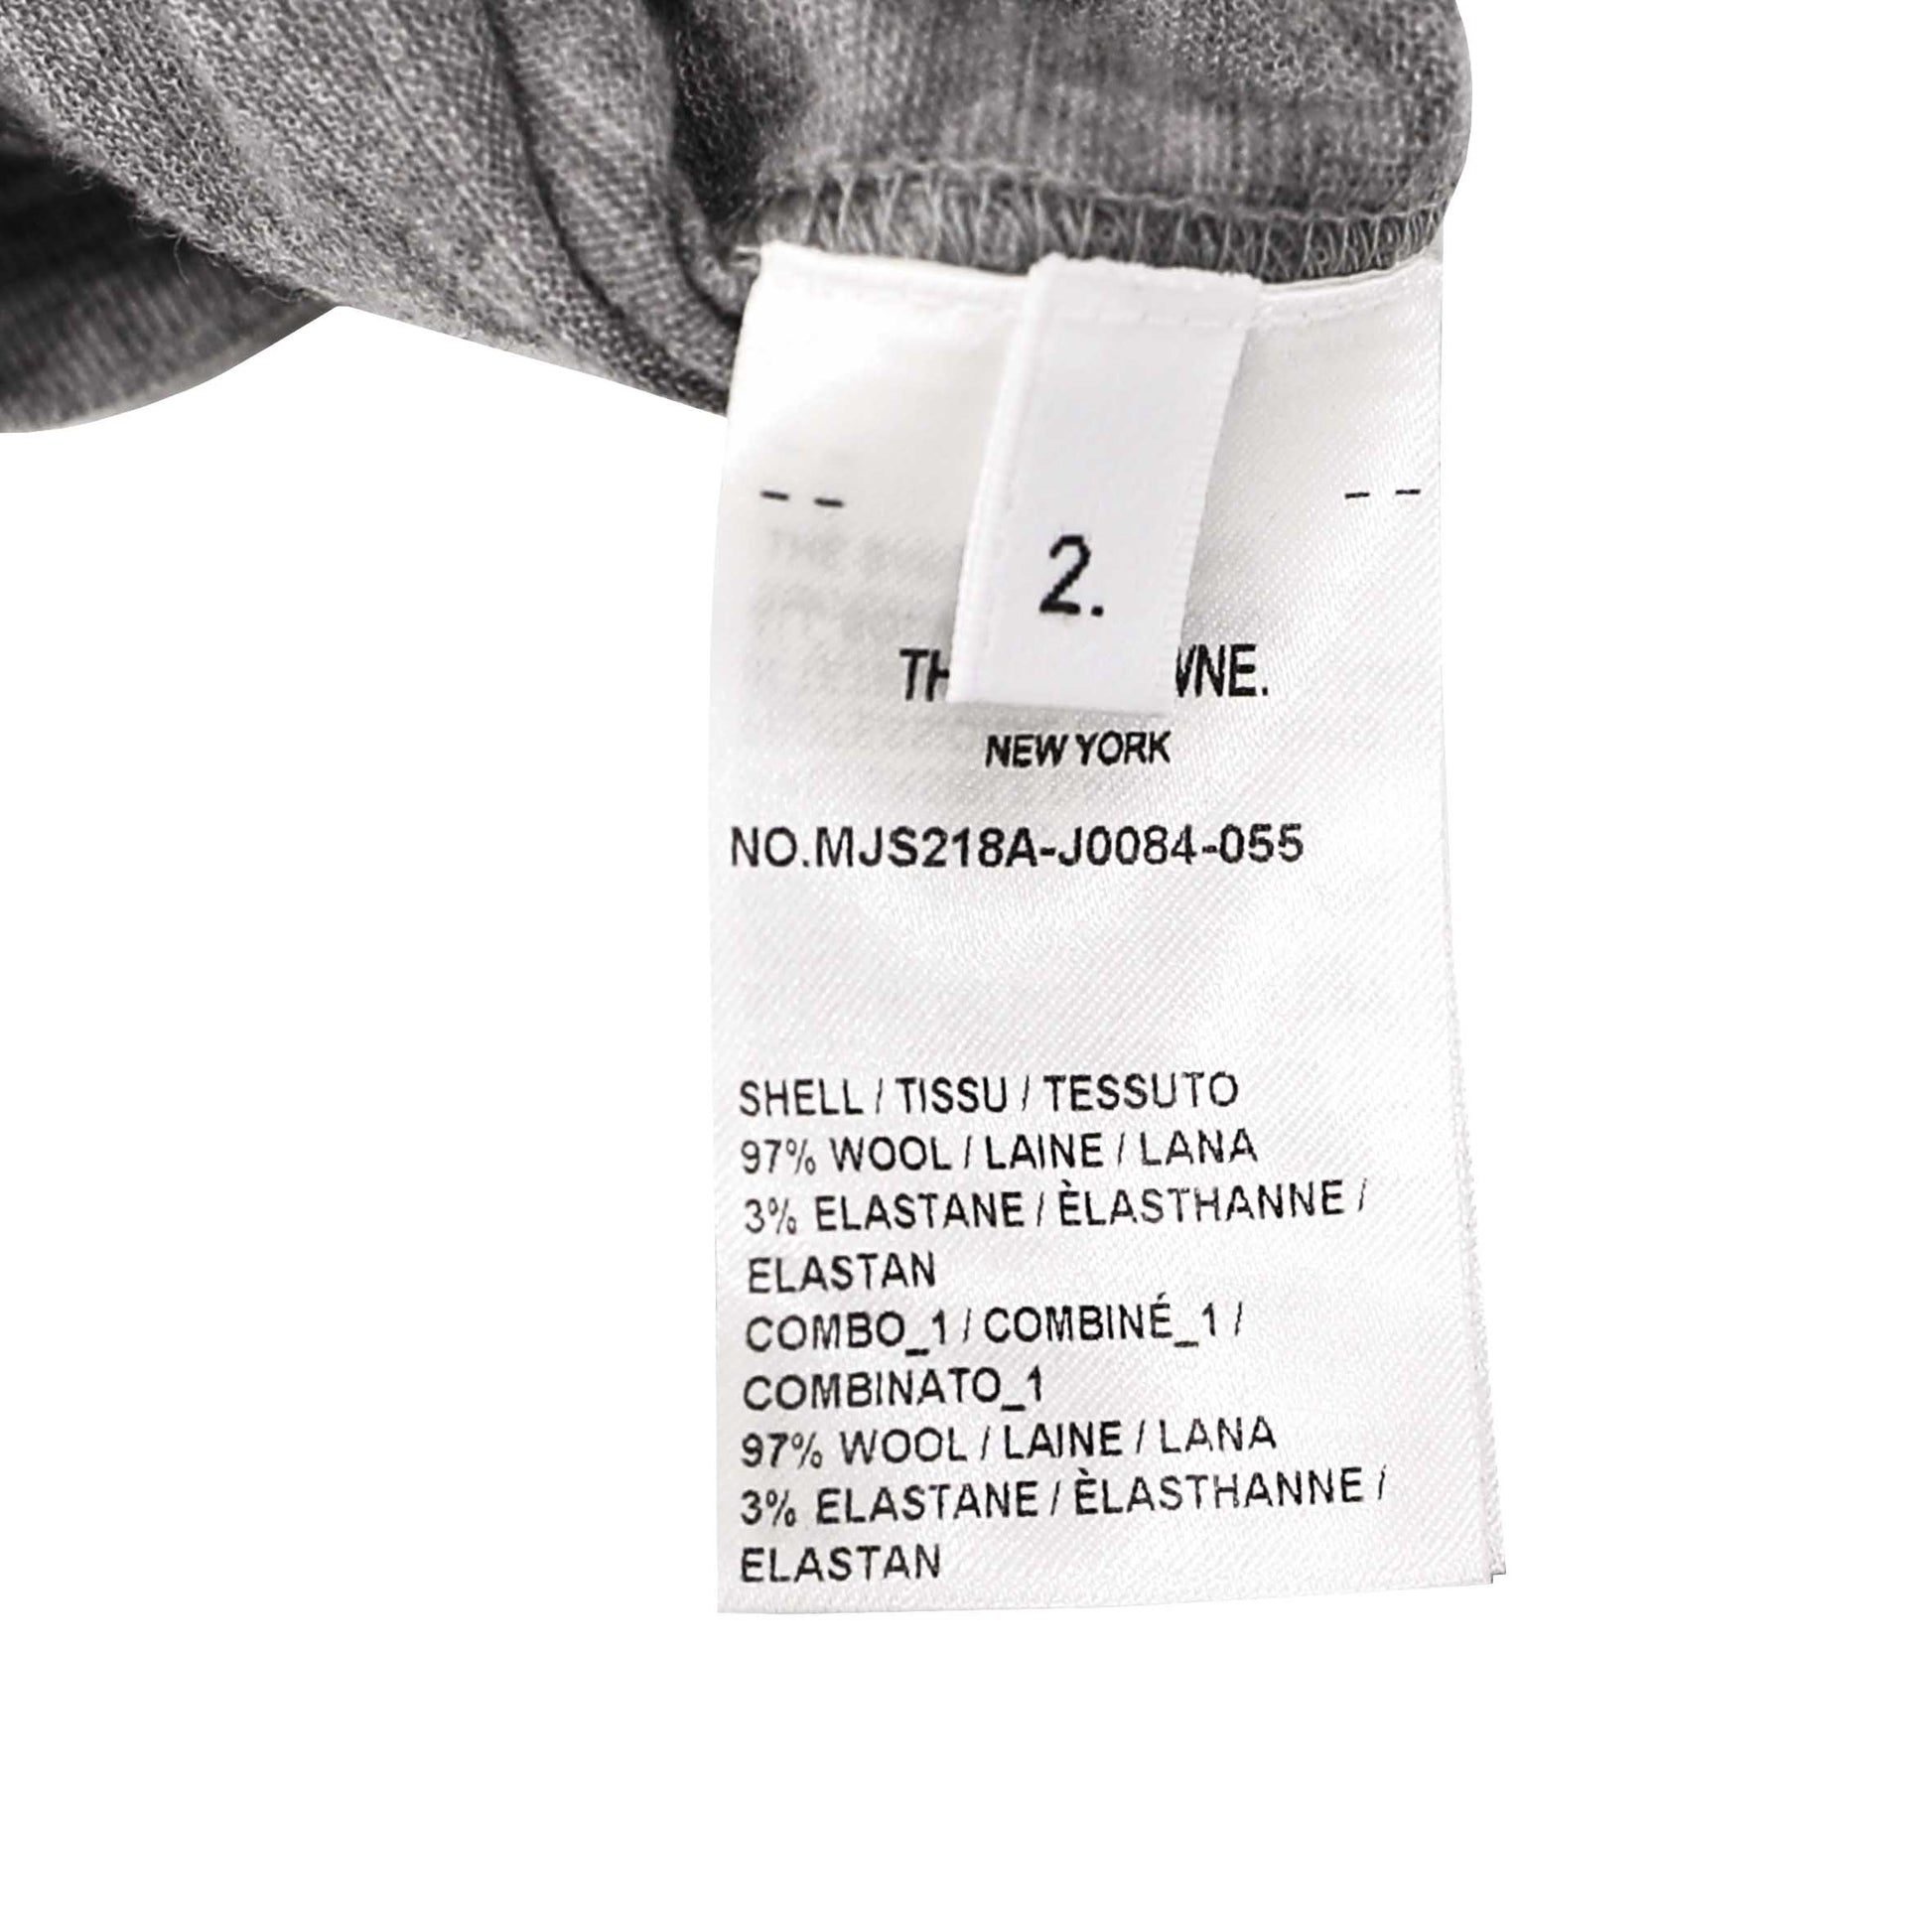 -- --
2.
NEW YORK
NO.MJS218A-J0084-055
SHELL / TISSU / TESSUTO
97% WOOL / LAINE / LANA
3% ELASTANE / ÈLASTHANNE /
ELASTAN
COMBO_1 / COMBINÉ_1 /
COMBINATO_1
97% WOOL / LAINE / LANA
3% ELASTANE / ÈLASTHANNE /
ELASTAN